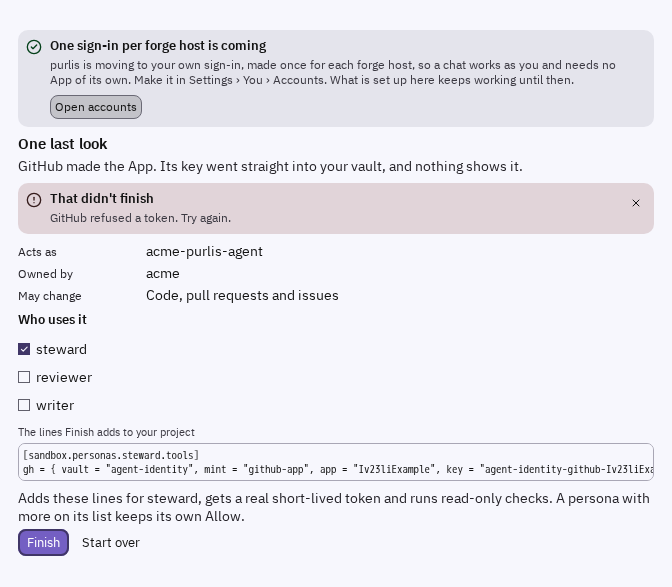 One sign-in per forge host is coming
purlis is moving to your own sign-in, made once for each forge host, so a chat works as you and needs no
App of its own. Make it in Settings › You › Accounts. What is set up here keeps working until then.
Open accounts
One last look
GitHub made the App. Its key went straight into your vault, and nothing shows it.
That didn't finish
GitHub refused a token. Try again.
Acts as acme-purlis-agent
Owned by acme
May change Code, pull requests and issues
Who uses it
steward
reviewer
writer
The lines Finish adds to your project
[sandbox.personas.steward.tools]
gh = { vault = "agent-identity", mint = "github-app", app = "Iv23liExample", key = "agent-identity-github-Iv23liExa
Adds these lines for steward, gets a real short-lived token and runs read-only checks. A persona with
more on its list keeps its own Allow.
Finish Start over